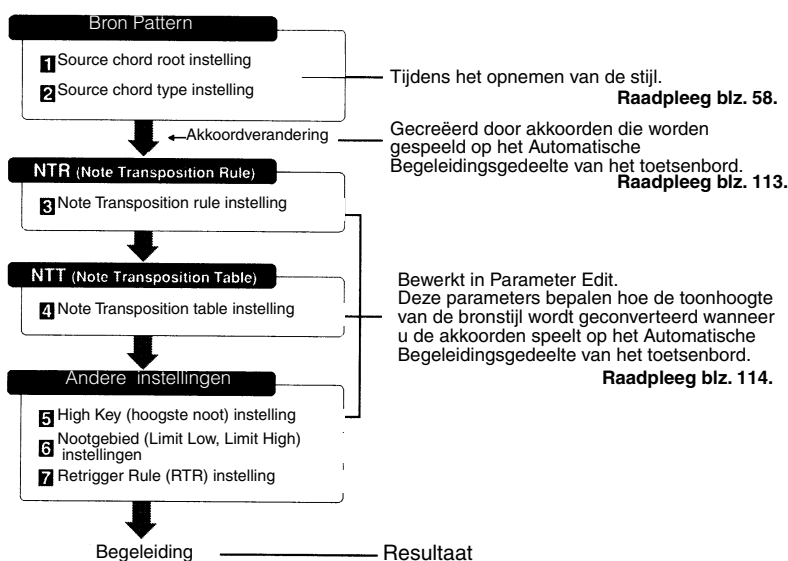 Bron Pattern
1 Source chord root instelling
2 Source chord type instelling
Tijdens het opnemen van de stijl.
Raadpleeg blz. 58.
Akkoordverandering
Gecreëerd door akkoorden die worden
gespeeld op het Automatische
Begeleidingsgedeelte van het toetsenbord.
Raadpleeg blz. 113.
NTR (Note Transposition Rule)
3 Note Transposition rule instelling
NTT (Note Transposition Table)
4 Note Transposition table instelling
Bewerkt in Parameter Edit.
Deze parameters bepalen hoe de toonhoogte
van de bronstijl wordt geconverteerd wanneer
u de akkoorden speelt op het Automatische
Begeleidingsgedeelte van het toetsenbord.
Raadpleeg blz. 114.
Andere instellingen
5 High Key (hoogste noot) instelling
6 Nootgebied (Limit Low, Limit High)
instellingen
7 Retrigger Rule (RTR) instelling
Begeleiding
Resultaat